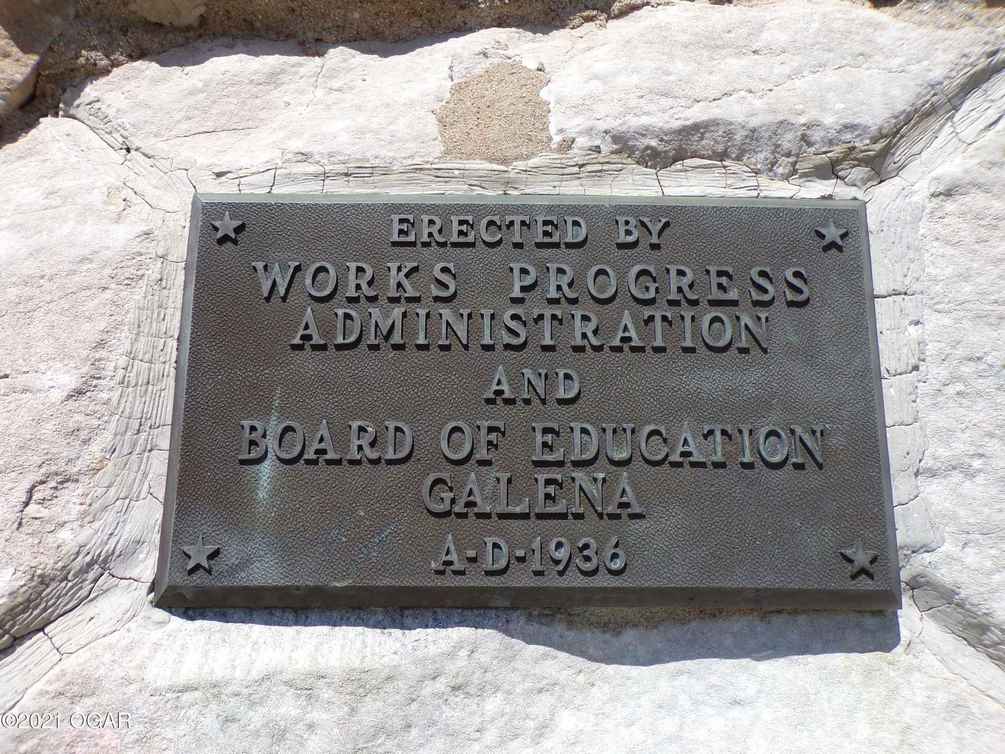 ERECTED BY
WORKS PROGRESS
ADMINISTRATION
AND
BOARD OF EDUCATION
GALENA
A-D-1936
©2021 OGAR